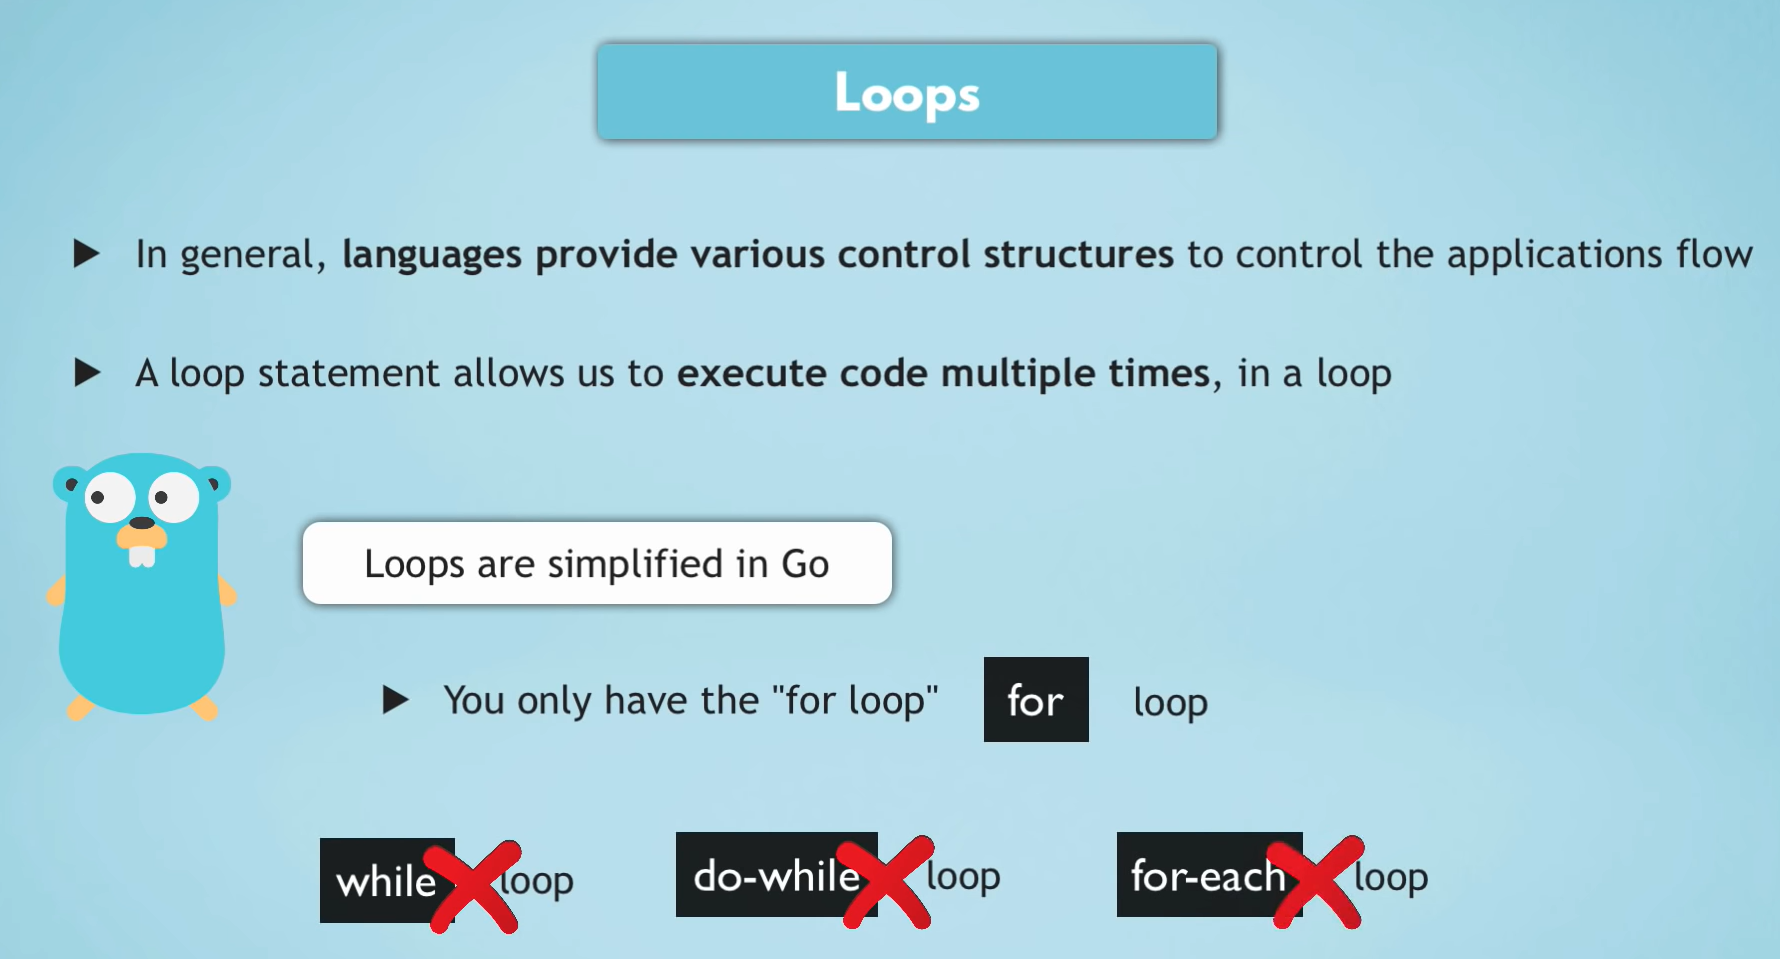 Loops
In general, languages provide various control structures to control the applications flow
A loop statement allows us to execute code multiple times, in a loop
Loops are simplified in Go
You only have the "for loop" for loop
while loop do-while loop for-each loop